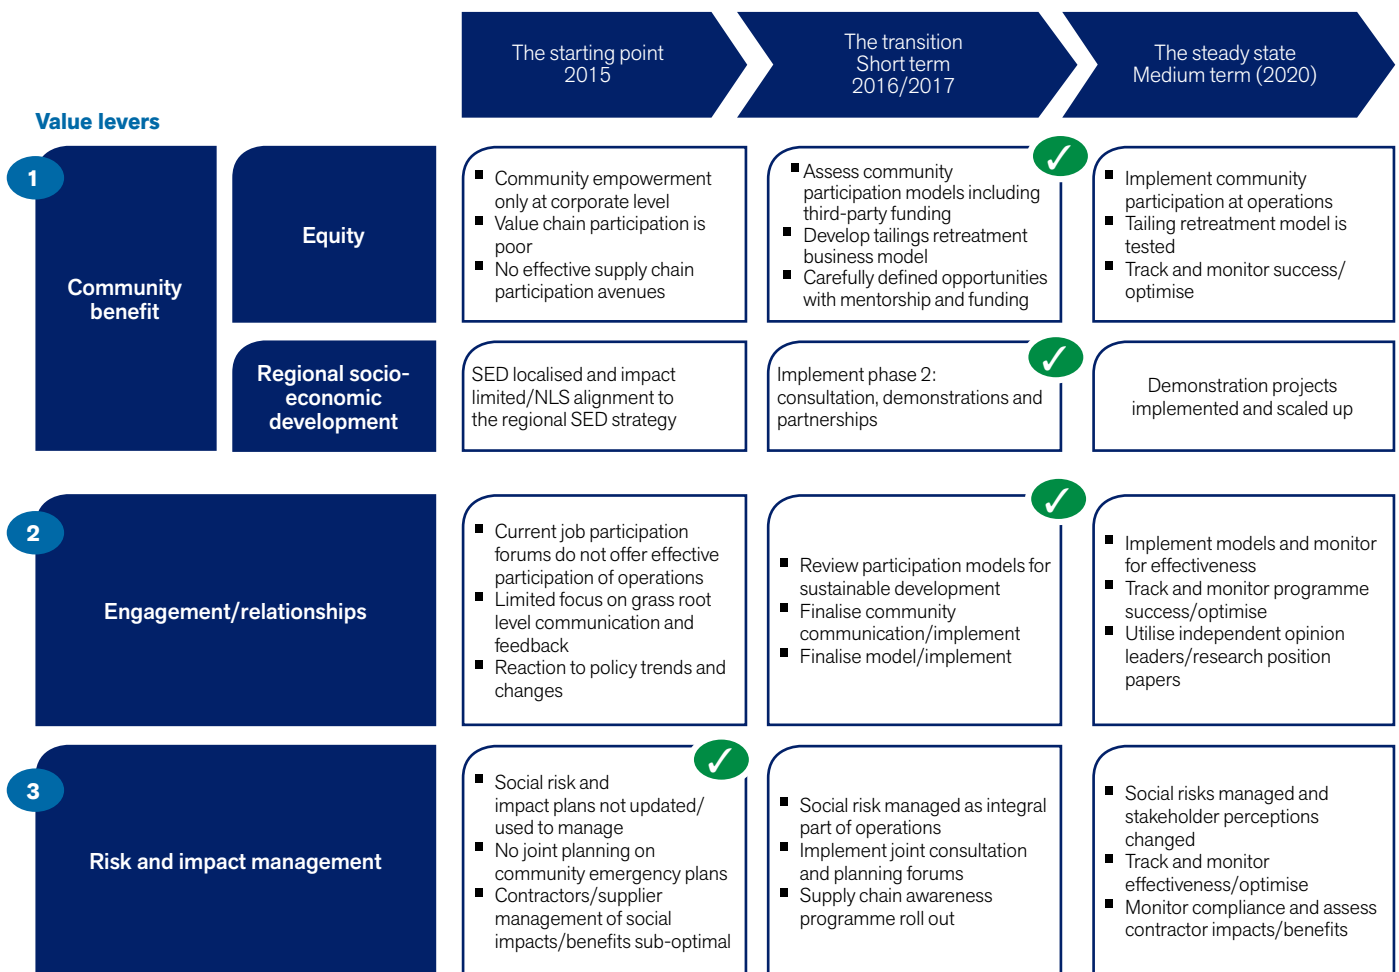 The starting point
2015
The transition
Short term
2016/2017
The steady state
Medium term (2020)
Value levers
1
Community
benefit
Equity
■ Community empowerment
only at corporate level
■ Value chain participation is
poor
■ No effective supply chain
participation avenues
■ Assess community
participation models including
third-party funding
■ Develop tailings retreatment
business model
■ Carefully defined opportunities
with mentorship and funding
■ Implement community
participation at operations
■ Tailing retreatment model is
tested
■ Track and monitor success/
optimise
Regional socio-
economic
development
SED localised and impact
limited/NLS alignment to
the regional SED strategy
Implement phase 2:
consultation, demonstrations and
partnerships
Demonstration projects
implemented and scaled up
2
Engagement/relationships
■ Current job participation
forums do not offer effective
participation of operations
■ Limited focus on grass root
level communication and
feedback
■ Reaction to policy trends and
changes
■ Review participation models for
sustainable development
■ Finalise community
communication/implement
■ Finalise model/implement
■ Implement models and monitor
for effectiveness
■ Track and monitor programme
success/optimise
■ Utilise independent opinion
leaders/research position
papers
3
Risk and impact management
■ Social risk and
impact plans not updated/
used to manage
■ No joint planning on
community emergency plans
■ Contractors/supplier
management of social
impacts/benefits sub-optimal
■ Social risk managed as integral
part of operations
■ Implement joint consultation
and planning forums
■ Supply chain awareness
programme roll out
■ Social risks managed and
stakeholder perceptions
changed
■ Track and monitor
effectiveness/optimise
■ Monitor compliance and assess
contractor impacts/benefits